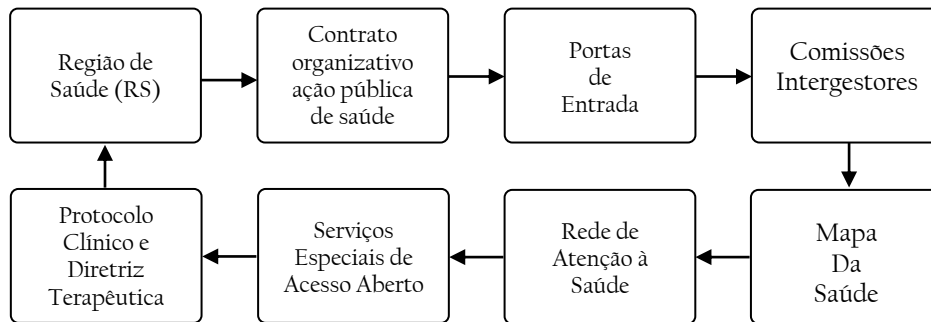 Região de
Saúde (RS)
Contrato
organizativo
ação pública
de saúde
Portas
de
Entrada
Comissões
Intergestores
Mapa
Da
Saúde
Rede de
Atenção à
Saúde
Serviços
Especiais de
Acesso Aberto
Protocolo
Clínico e
Diretriz
Terapêutica